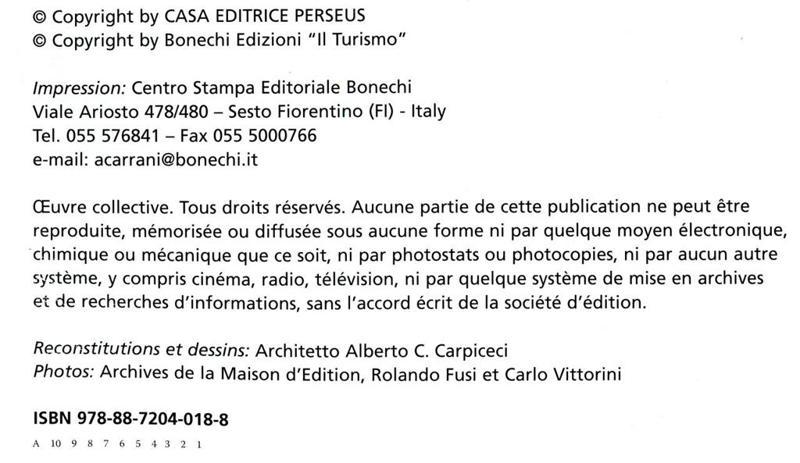 © Copyright by CASA EDITRICE PERSEUS
© Copyright by Bonechi Edizioni “Il Turismo”
Impression: Centro Stampa Editoriale Bonechi
Viale Ariosto 478/480 – Sesto Fiorentino (FI) - Italy
Tel. 055 576841 – Fax 055 5000766
e-mail: acarrani@bonechi.it
Œuvre collective. Tous droits réservés. Aucune partie de cette publication ne peut être
reproduite, mémorisée ou diffusée sous aucune forme ni par quelque moyen électronique,
chimique ou mécanique que ce soit, ni par photostats ou photocopies, ni par aucun autre
système, y compris cinéma, radio, télévision, ni par quelque système de mise en archives
et de recherches d’informations, sans l’accord écrit de la société d’édition.
Reconstitutions et dessins: Architetto Alberto C. Carpiceci
Photos: Archives de la Maison d’Edition, Rolando Fusi et Carlo Vittorini
ISBN 978-88-7204-018-8
A 10 9 8 7 6 5 4 3 2 1